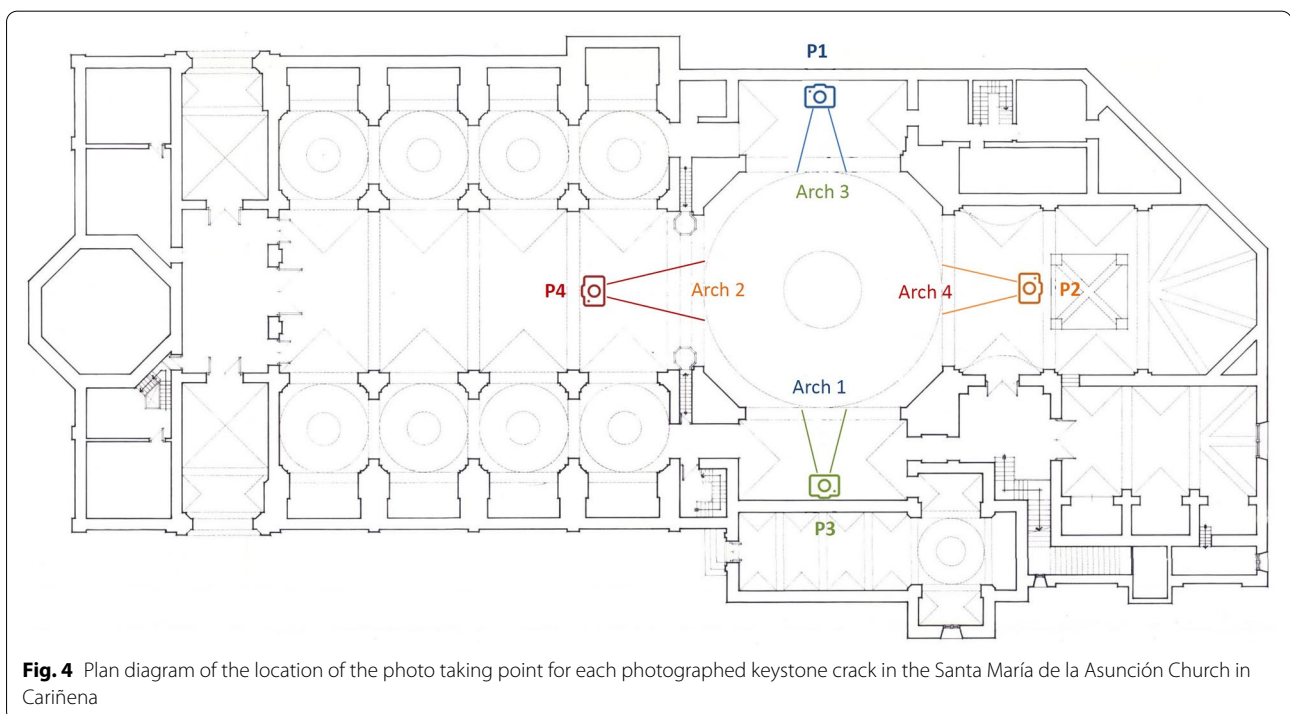 P1
Arch 3
P4
Arch 2
Arch 4
P2
Arch 1
P3
Fig. 4 Plan diagram of the location of the photo taking point for each photographed keystone crack in the Santa María de la Asunción Church in
Cariñena